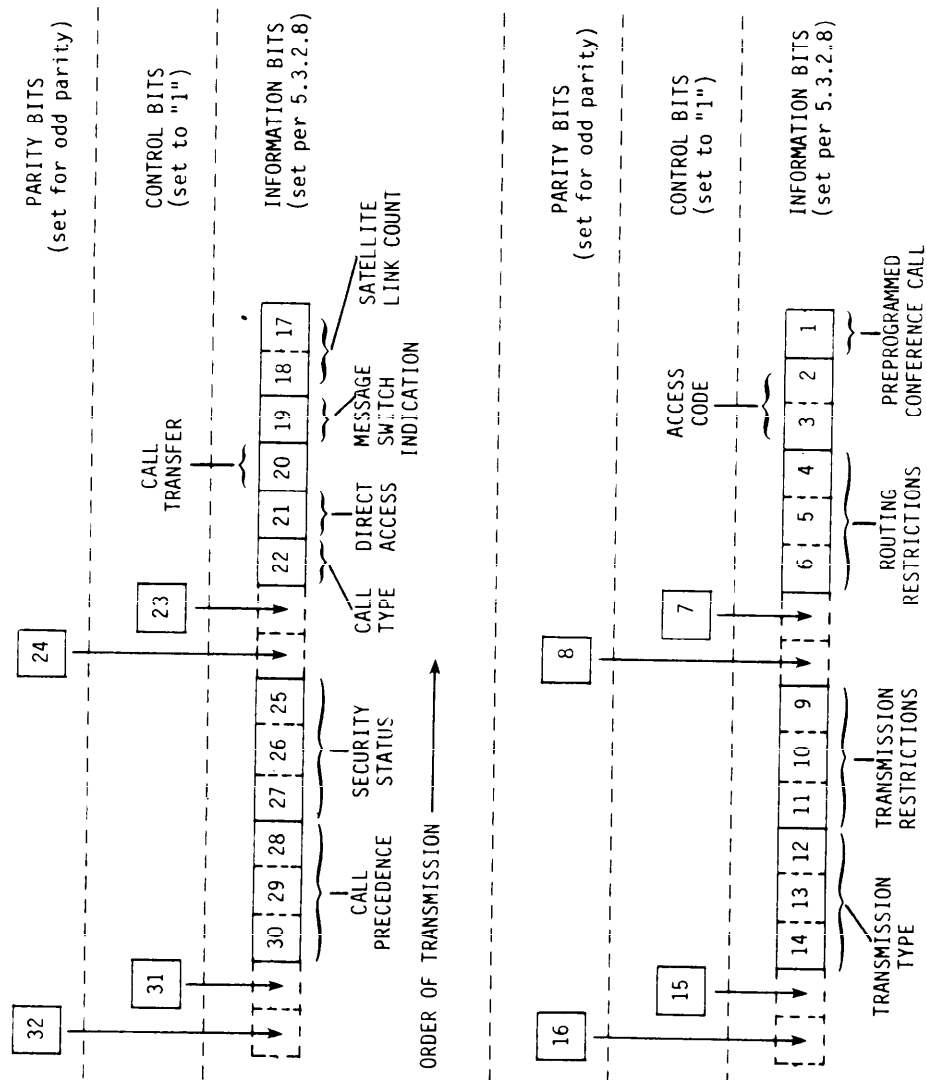 PARITY BITS
(set for odd parity)
CONTROL BITS
(set to "1")
INFORMATION BITS
(set per 5.3.2.8)
32
31
24
23
30 29 28 27 26 25 22 21 20 19 18 17
CALL
PRECEDENCE
SECURITY
STATUS
CALL
TYPE
DIRECT
ACCESS
CALL
TRANSFER
MESSAGE
SWITCH
INDICATION
SATELLITE
LINK COUNT
ORDER OF TRANSMISSION
PARITY BITS
(set for odd parity)
CONTROL BITS
(set to "1")
INFORMATION BITS
(set per 5.3.2.8)
16
15
8
7
14 13 12 11 10 9 6 5 4 3 2 1
TRANSMISSION
TYPE
TRANSMISSION
RESTRICTIONS
ROUTING
RESTRICTIONS
ACCESS
CODE
PREPROGRAMMED
CONFERENCE CALL